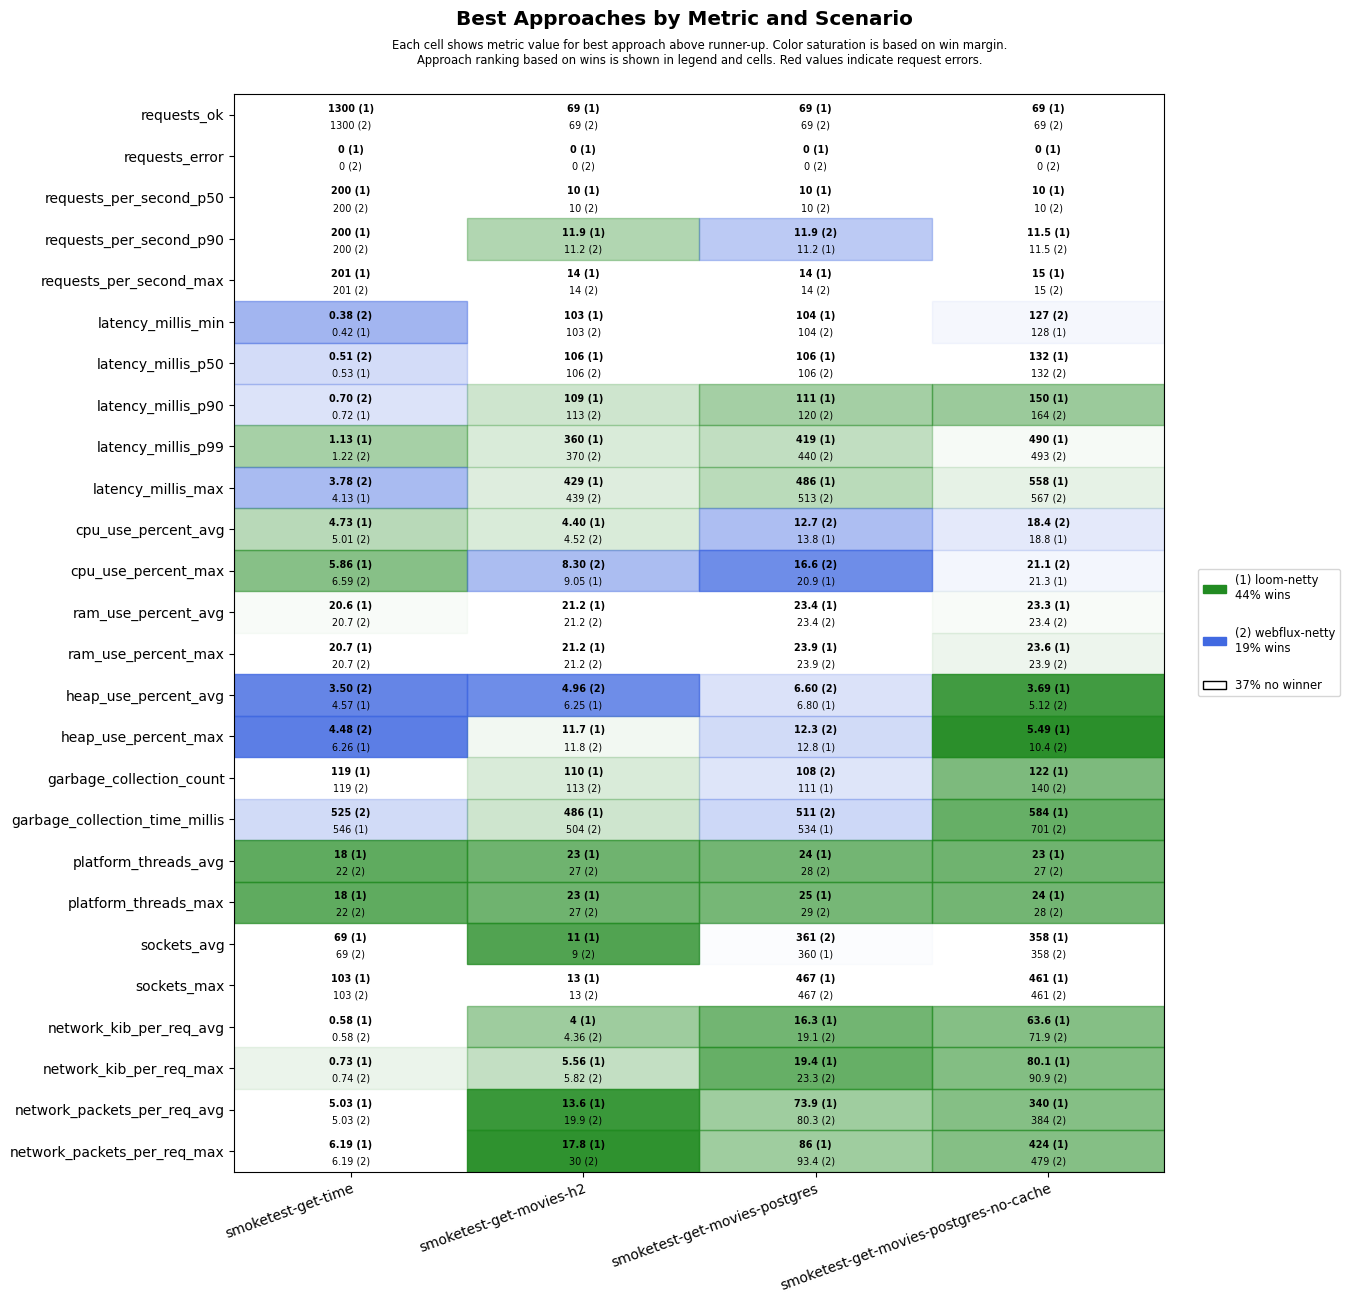 Best Approaches by Metric and Scenario
Each cell shows metric value for best approach above runner-up. Color saturation is based on win margin.
Approach ranking based on wins is shown in legend and cells. Red values indicate request errors.
requests_ok
1300 (1) 69 (1) 69 (1) 69 (1)
1300 (2) 69 (2) 69 (2) 69 (2)
requests_error
0 (1) 0 (1) 0 (1) 0 (1)
0 (2) 0 (2) 0 (2) 0 (2)
requests_per_second_p50
200 (1) 10 (1) 10 (1) 10 (1)
200 (2) 10 (2) 10 (2) 10 (2)
requests_per_second_p90
200 (1) 11.9 (1) 11.9 (2) 11.5 (1)
200 (2) 11.2 (2) 11.2 (1) 11.5 (2)
requests_per_second_max
201 (1) 14 (1) 14 (1) 15 (1)
201 (2) 14 (2) 14 (2) 15 (2)
latency_millis_min
0.38 (2) 103 (1) 104 (1) 127 (2)
0.42 (1) 103 (2) 104 (2) 128 (1)
latency_millis_p50
0.51 (2) 106 (1) 106 (1) 132 (1)
0.53 (1) 106 (2) 106 (2) 132 (2)
latency_millis_p90
0.70 (2) 109 (1) 111 (1) 150 (1)
0.72 (1) 113 (2) 120 (2) 164 (2)
latency_millis_p99
1.13 (1) 360 (1) 419 (1) 490 (1)
1.22 (2) 370 (2) 440 (2) 493 (2)
latency_millis_max
3.78 (2) 429 (1) 486 (1) 558 (1)
4.13 (1) 439 (2) 513 (2) 567 (2)
cpu_use_percent_avg
4.73 (1) 4.40 (1) 12.7 (2) 18.4 (2)
5.01 (2) 4.52 (2) 13.8 (1) 18.8 (1)
cpu_use_percent_max
5.86 (1) 8.30 (2) 16.6 (2) 21.1 (2)
6.59 (2) 9.05 (1) 20.9 (1) 21.3 (1)
ram_use_percent_avg
20.6 (1) 21.2 (1) 23.4 (1) 23.3 (1)
20.7 (2) 21.2 (2) 23.4 (2) 23.4 (2)
ram_use_percent_max
20.7 (1) 21.2 (1) 23.9 (1) 23.6 (1)
20.7 (2) 21.2 (2) 23.9 (2) 23.9 (2)
heap_use_percent_avg
3.50 (2) 4.96 (2) 6.60 (2) 3.69 (1)
4.57 (1) 6.25 (1) 6.80 (1) 5.12 (2)
heap_use_percent_max
4.48 (2) 11.7 (1) 12.3 (2) 5.49 (1)
6.26 (1) 11.8 (2) 12.8 (1) 10.4 (2)
garbage_collection_count
119 (1) 110 (1) 108 (2) 122 (1)
119 (2) 113 (2) 111 (1) 140 (2)
garbage_collection_time_millis
525 (2) 486 (1) 511 (2) 584 (1)
546 (1) 504 (2) 534 (1) 701 (2)
platform_threads_avg
18 (1) 23 (1) 24 (1) 23 (1)
22 (2) 27 (2) 28 (2) 27 (2)
platform_threads_max
18 (1) 23 (1) 25 (1) 24 (1)
22 (2) 27 (2) 29 (2) 28 (2)
sockets_avg
69 (1) 11 (1) 361 (2) 358 (1)
69 (2) 9 (2) 360 (1) 358 (2)
sockets_max
103 (1) 13 (1) 467 (1) 461 (1)
103 (2) 13 (2) 467 (2) 461 (2)
network_kib_per_req_avg
0.58 (1) 4 (1) 16.3 (1) 63.6 (1)
0.58 (2) 4.36 (2) 19.1 (2) 71.9 (2)
network_kib_per_req_max
0.73 (1) 5.56 (1) 19.4 (1) 80.1 (1)
0.74 (2) 5.82 (2) 23.3 (2) 90.9 (2)
network_packets_per_req_avg
5.03 (1) 13.6 (1) 73.9 (1) 340 (1)
5.03 (2) 19.9 (2) 80.3 (2) 384 (2)
network_packets_per_req_max
6.19 (1) 17.8 (1) 86 (1) 424 (1)
6.19 (2) 30 (2) 93.4 (2) 479 (2)
smoketest-get-time
smoketest-get-movies-h2
smoketest-get-movies-postgres
smoketest-get-movies-postgres-no-cache
(1) loom-netty
44% wins
(2) webflux-netty
19% wins
37% no winner